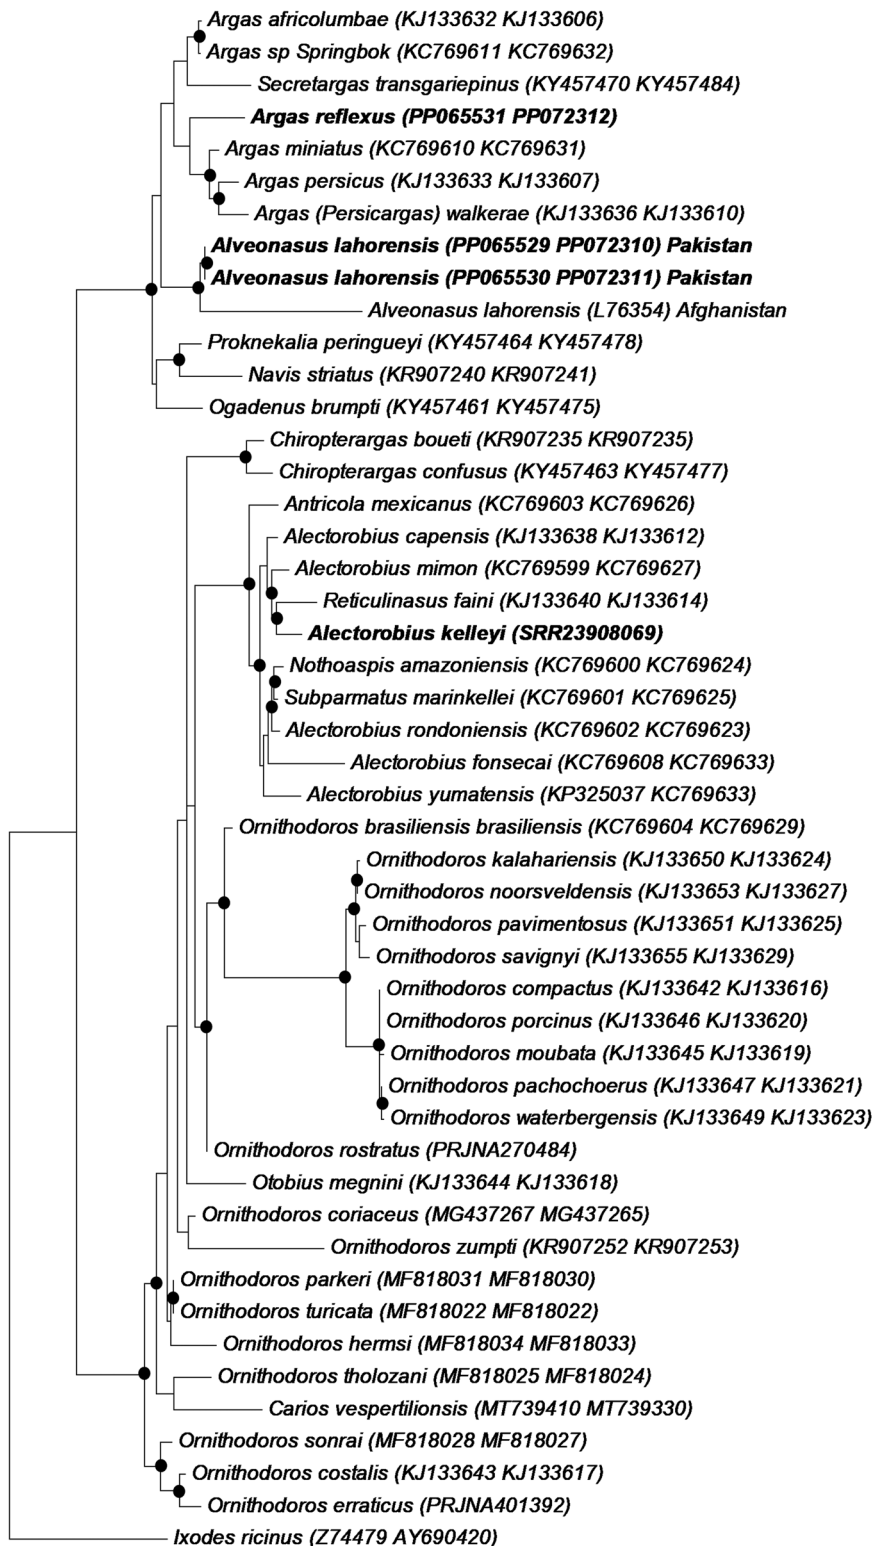 Argas africolumbae (KJ133632 KJ133606)
Argas sp Springbok (KC769611 KC769632)
Secretargas transgariepinus (KY457470 KY457484)
Argas reflexus (PP065531 PP072312)
Argas miniatus (KC769610 KC769631)
Argas persicus (KJ133633 KJ133607)
Argas (Persicargas) walkerae (KJ133636 KJ133610)
Alveonasus lahorensis (PP065529 PP072310) Pakistan
Alveonasus lahorensis (PP065530 PP072311) Pakistan
Alveonasus lahorensis (L76354) Afghanistan
Proknekalia peringueyi (KY457464 KY457478)
Navis striatus (KR907240 KR907241)
Ogadenus brumpti (KY457461 KY457475)
Chiropterargas boueti (KR907235 KR907235)
Chiropterargas confusus (KY457463 KY457477)
Antricola mexicanus (KC769603 KC769626)
Alectorobius capensis (KJ133638 KJ133612)
Alectorobius mimon (KC769599 KC769627)
Reticulinasus faini (KJ133640 KJ133614)
Alectorobius kelleyi (SRR23908069)
Nothoaspis amazoniensis (KC769600 KC769624)
Subparmatus marinkellei (KC769601 KC769625)
Alectorobius rondoniensis (KC769602 KC769623)
Alectorobius fonsecai (KC769608 KC769633)
Alectorobius yumatensis (KP325037 KC769633)
Ornithodoros brasiliensis brasiliensis (KC769604 KC769629)
Ornithodoros kalahariensis (KJ133650 KJ133624)
Ornithodoros noorsveldensis (KJ133653 KJ133627)
Ornithodoros pavimentosus (KJ133651 KJ133625)
Ornithodoros savignyi (KJ133655 KJ133629)
Ornithodoros compactus (KJ133642 KJ133616)
Ornithodoros porcinus (KJ133646 KJ133620)
Ornithodoros moubata (KJ133645 KJ133619)
Ornithodoros pachochoerus (KJ133647 KJ133621)
Ornithodoros waterbergensis (KJ133649 KJ133623)
Ornithodoros rostratus (PRJNA270484)
Otobius megnini (KJ133644 KJ133618)
Ornithodoros coriaceus (MG437267 MG437265)
Ornithodoros zumpti (KR907252 KR907253)
Ornithodoros parkeri (MF818031 MF818030)
Ornithodoros turicata (MF818022 MF818022)
Ornithodoros hermsi (MF818034 MF818033)
Ornithodoros tholozani (MF818025 MF818024)
Carios vespertilionsis (MT739410 MT739330)
Ornithodoros sonrai (MF818028 MF818027)
Ornithodoros costalis (KJ133643 KJ133617)
Ornithodoros erraticus (PRJNA401392)
Ixodes ricinus (Z74479 AY690420)